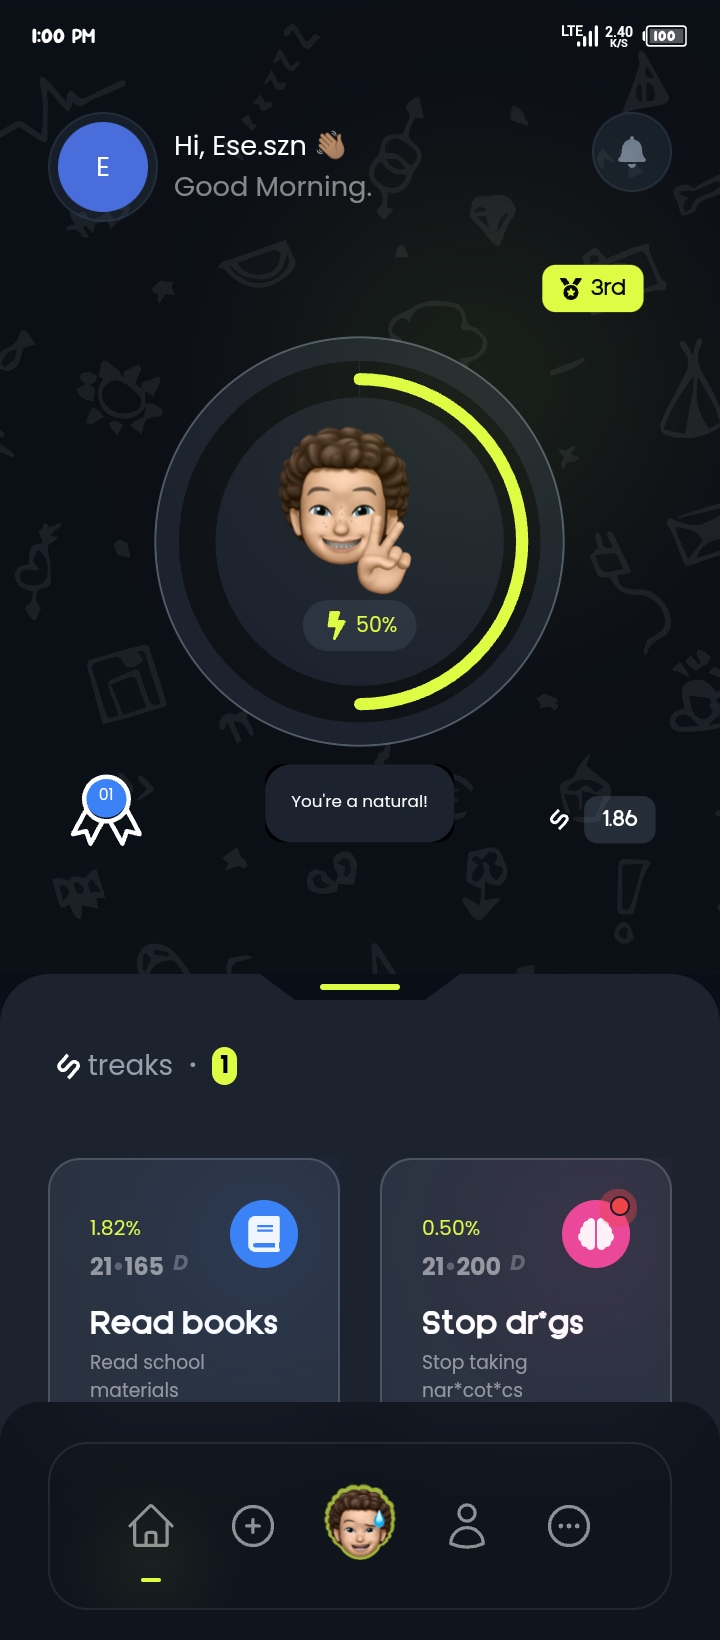 1:00 PM
LTE 2.40 K/S 100
E
Hi, Ese.szn 👋🏽
Good Morning.
3rd
50%
01
You're a natural!
S 1.86
Streaks · 1
1.82%
21•165 D
Read books
Read school
materials
0.50%
21•200 D
Stop dr*gs
Stop taking
nar*cot*cs